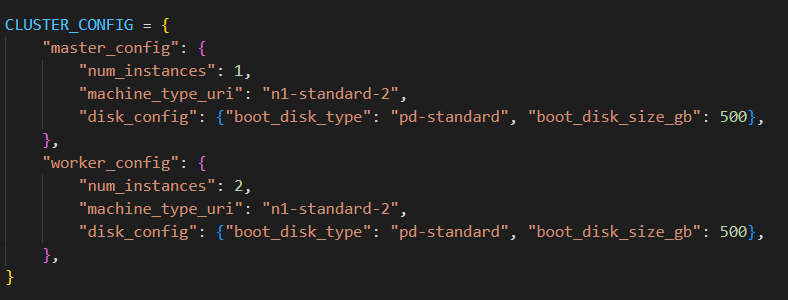 CLUSTER_CONFIG = {
    "master_config": {
        "num_instances": 1,
        "machine_type_uri": "n1-standard-2",
        "disk_config": {"boot_disk_type": "pd-standard", "boot_disk_size_gb": 500},
    },
    "worker_config": {
        "num_instances": 2,
        "machine_type_uri": "n1-standard-2",
        "disk_config": {"boot_disk_type": "pd-standard", "boot_disk_size_gb": 500},
    },
}